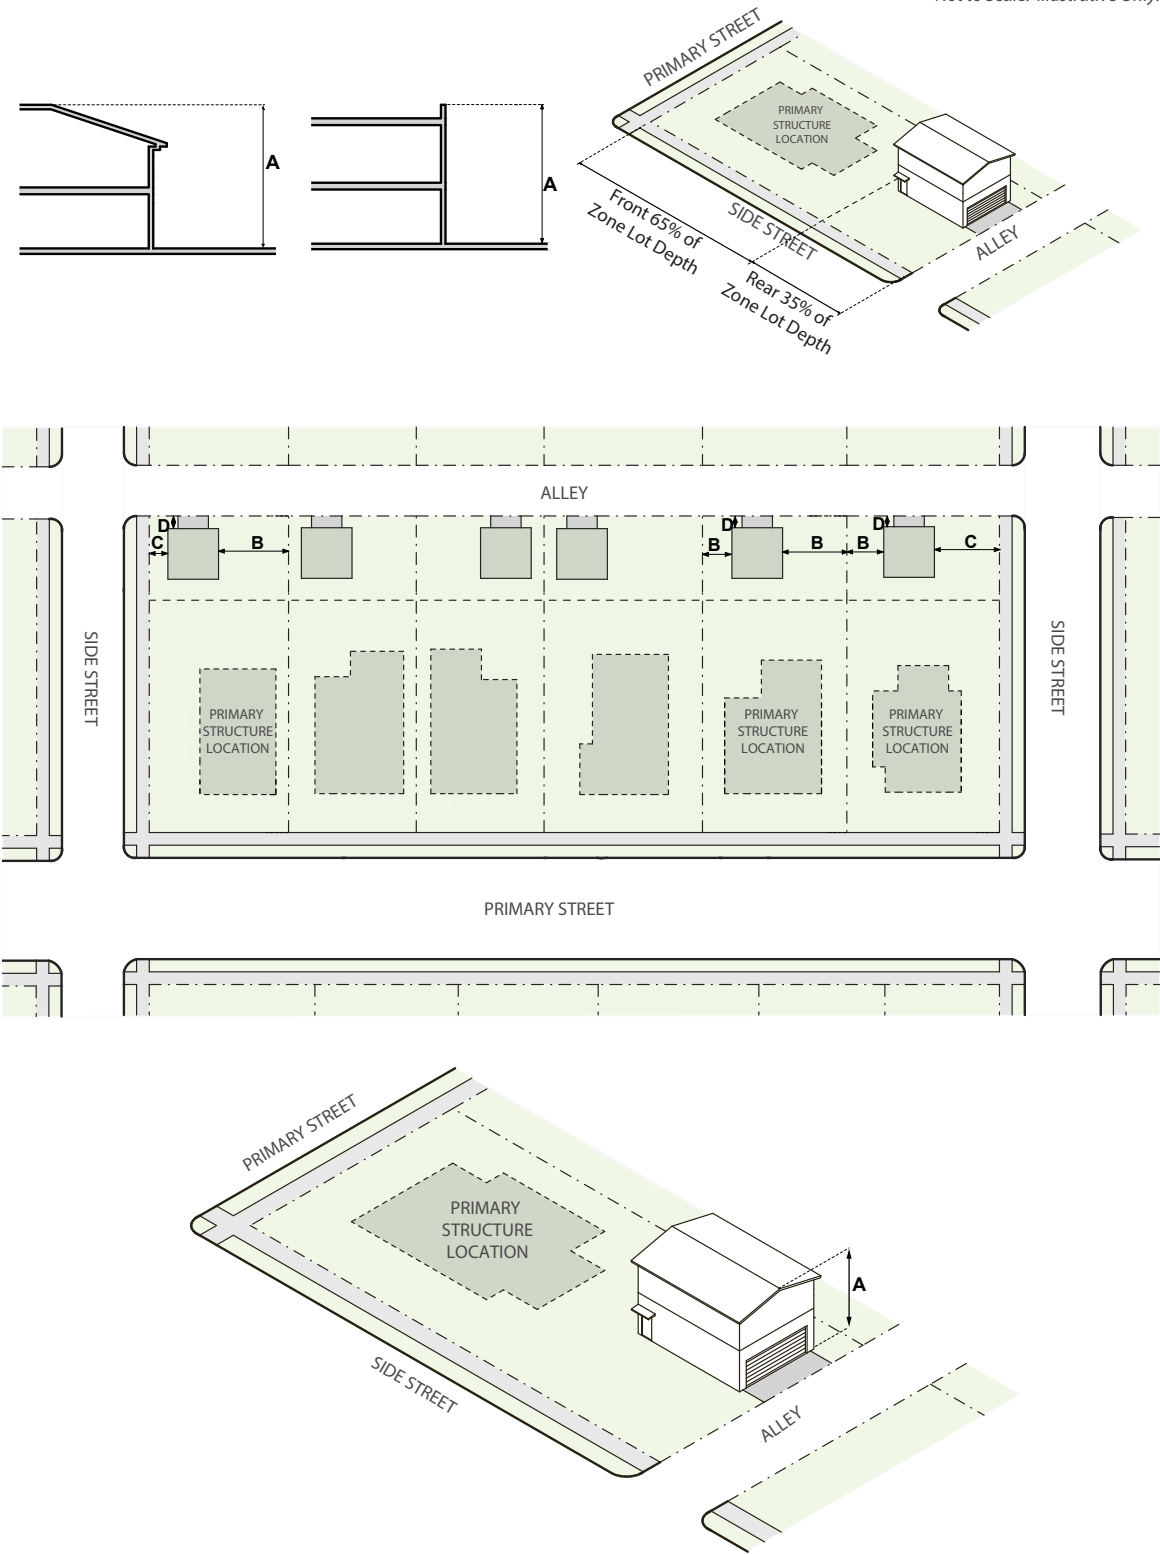 Not to Scale. Illustrative Only.
PRIMARY STREET
PRIMARY
STRUCTURE
LOCATION
A
A
Front 65% of
Zone Lot Depth
SIDE STREET
Rear 35% of
Zone Lot Depth
ALLEY
ALLEY
D
C
B
D
B
B
D
B
C
SIDE STREET
PRIMARY
STRUCTURE
LOCATION
PRIMARY
STRUCTURE
LOCATION
PRIMARY
STRUCTURE
LOCATION
SIDE STREET
PRIMARY STREET
PRIMARY STREET
PRIMARY
STRUCTURE
LOCATION
A
SIDE STREET
ALLEY